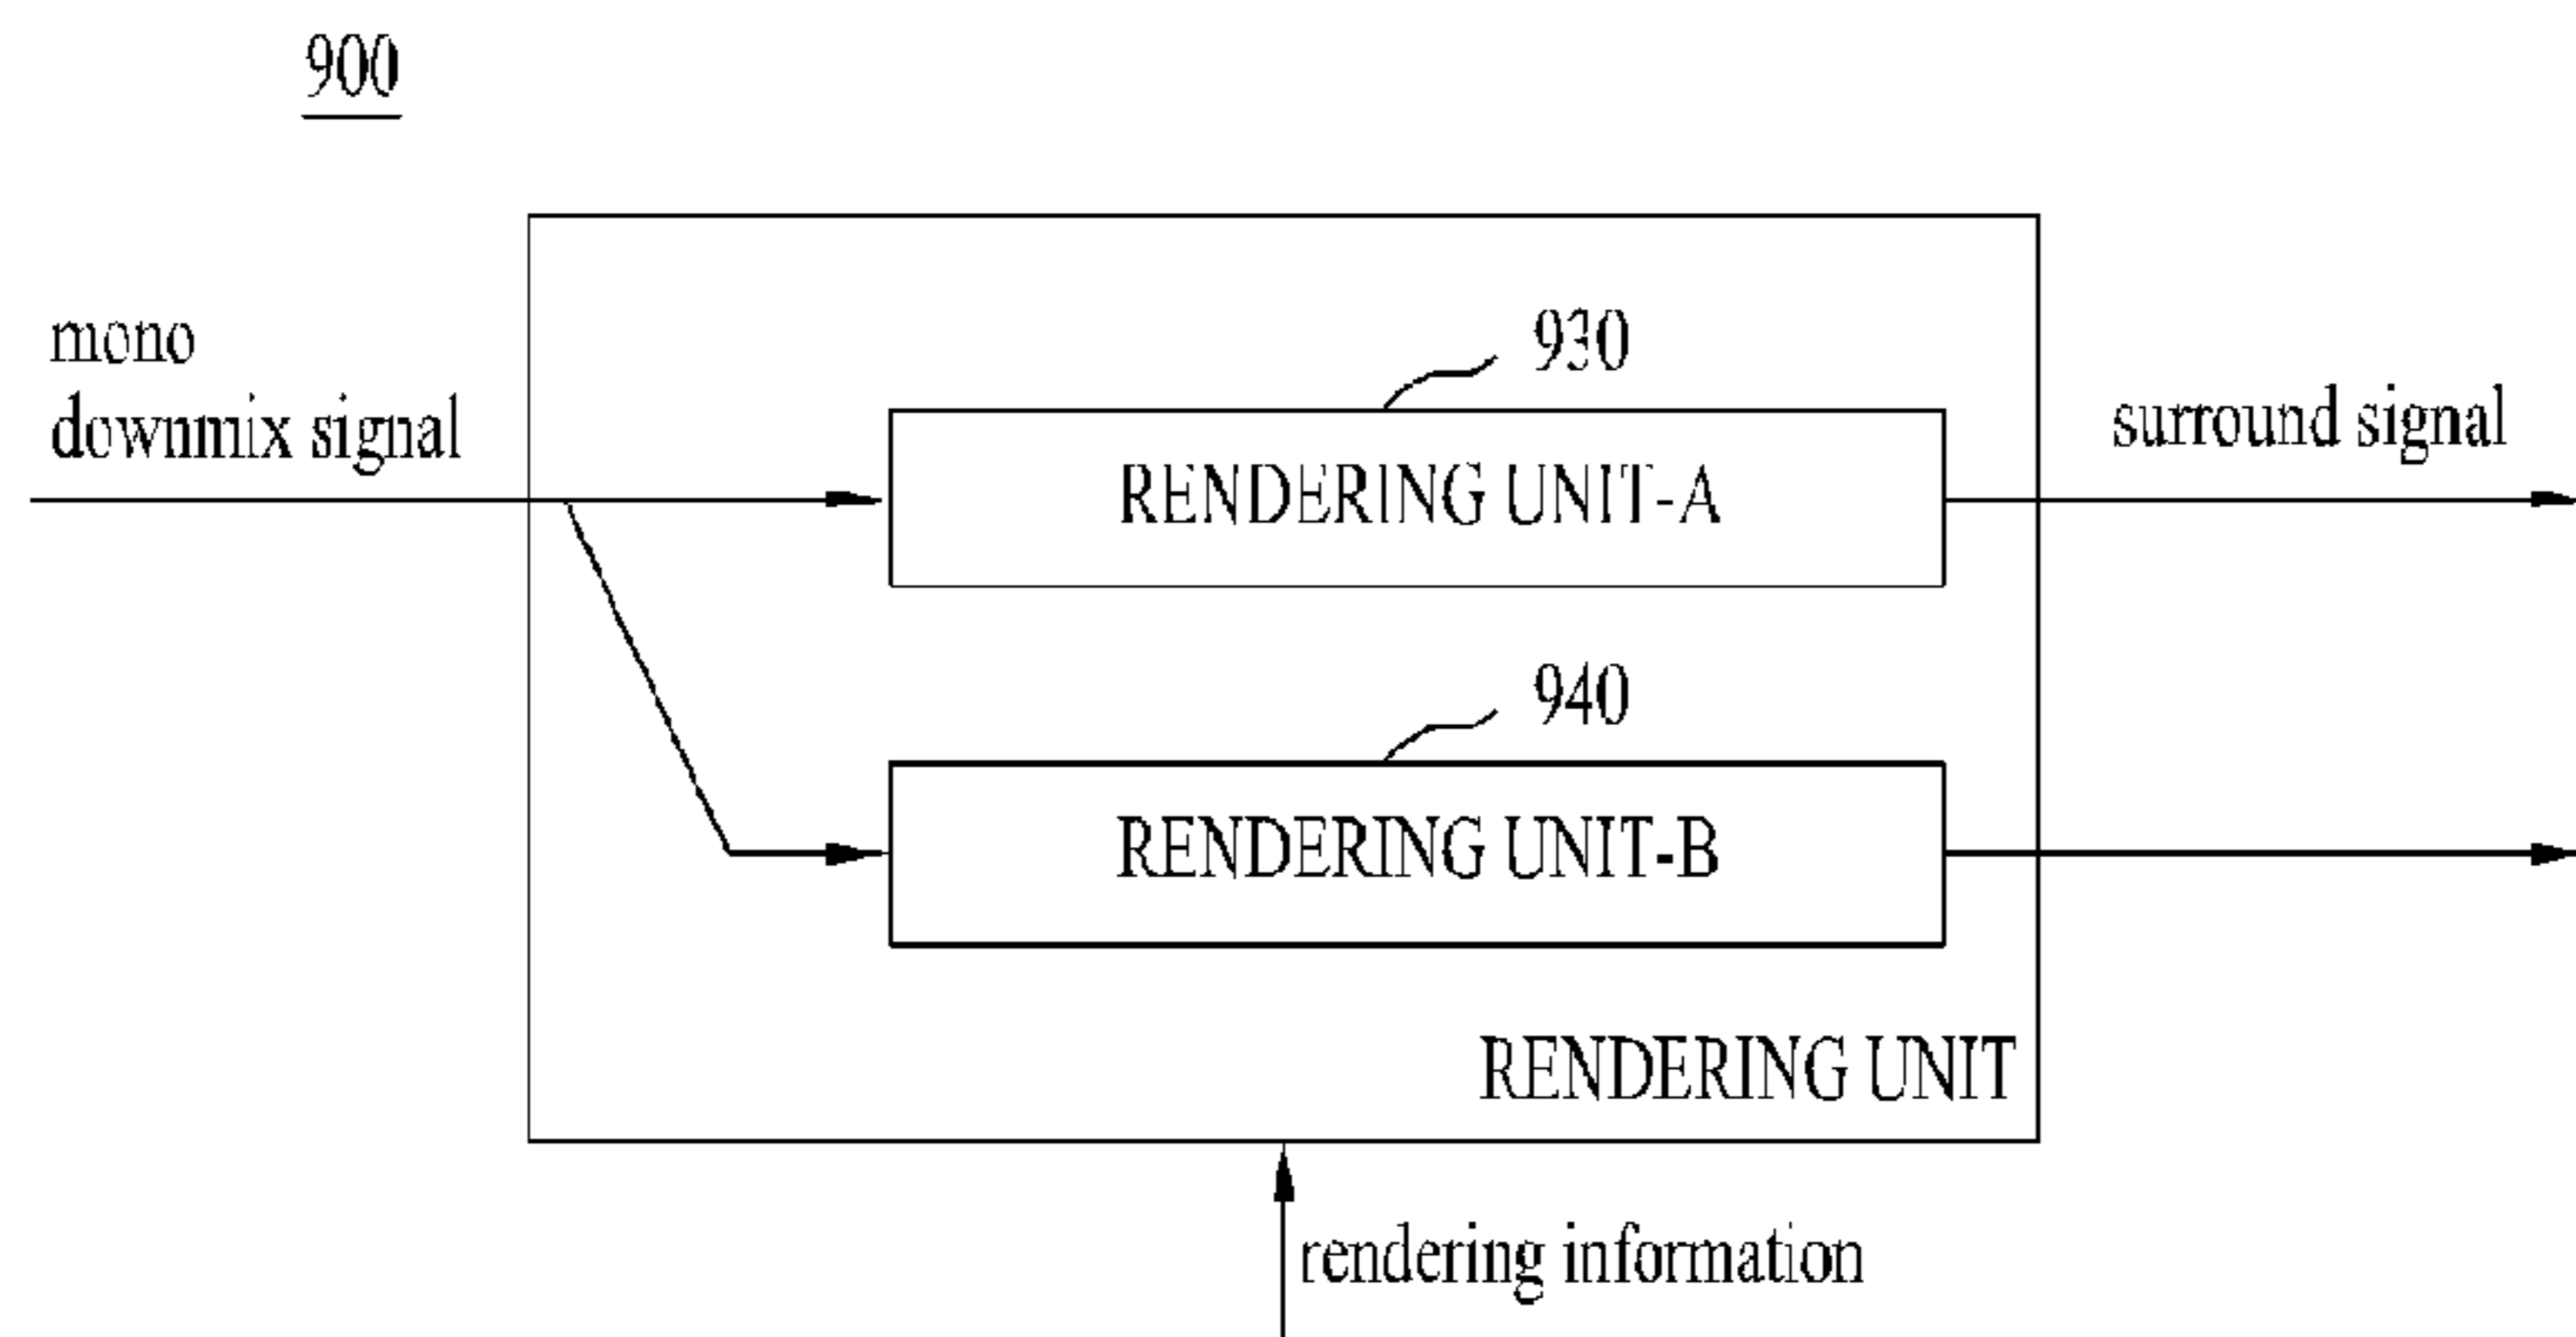 900
mono
downmix signal
930
surround signal
RENDERING UNIT-A
940
RENDERING UNIT-B
RENDERING UNIT
rendering information